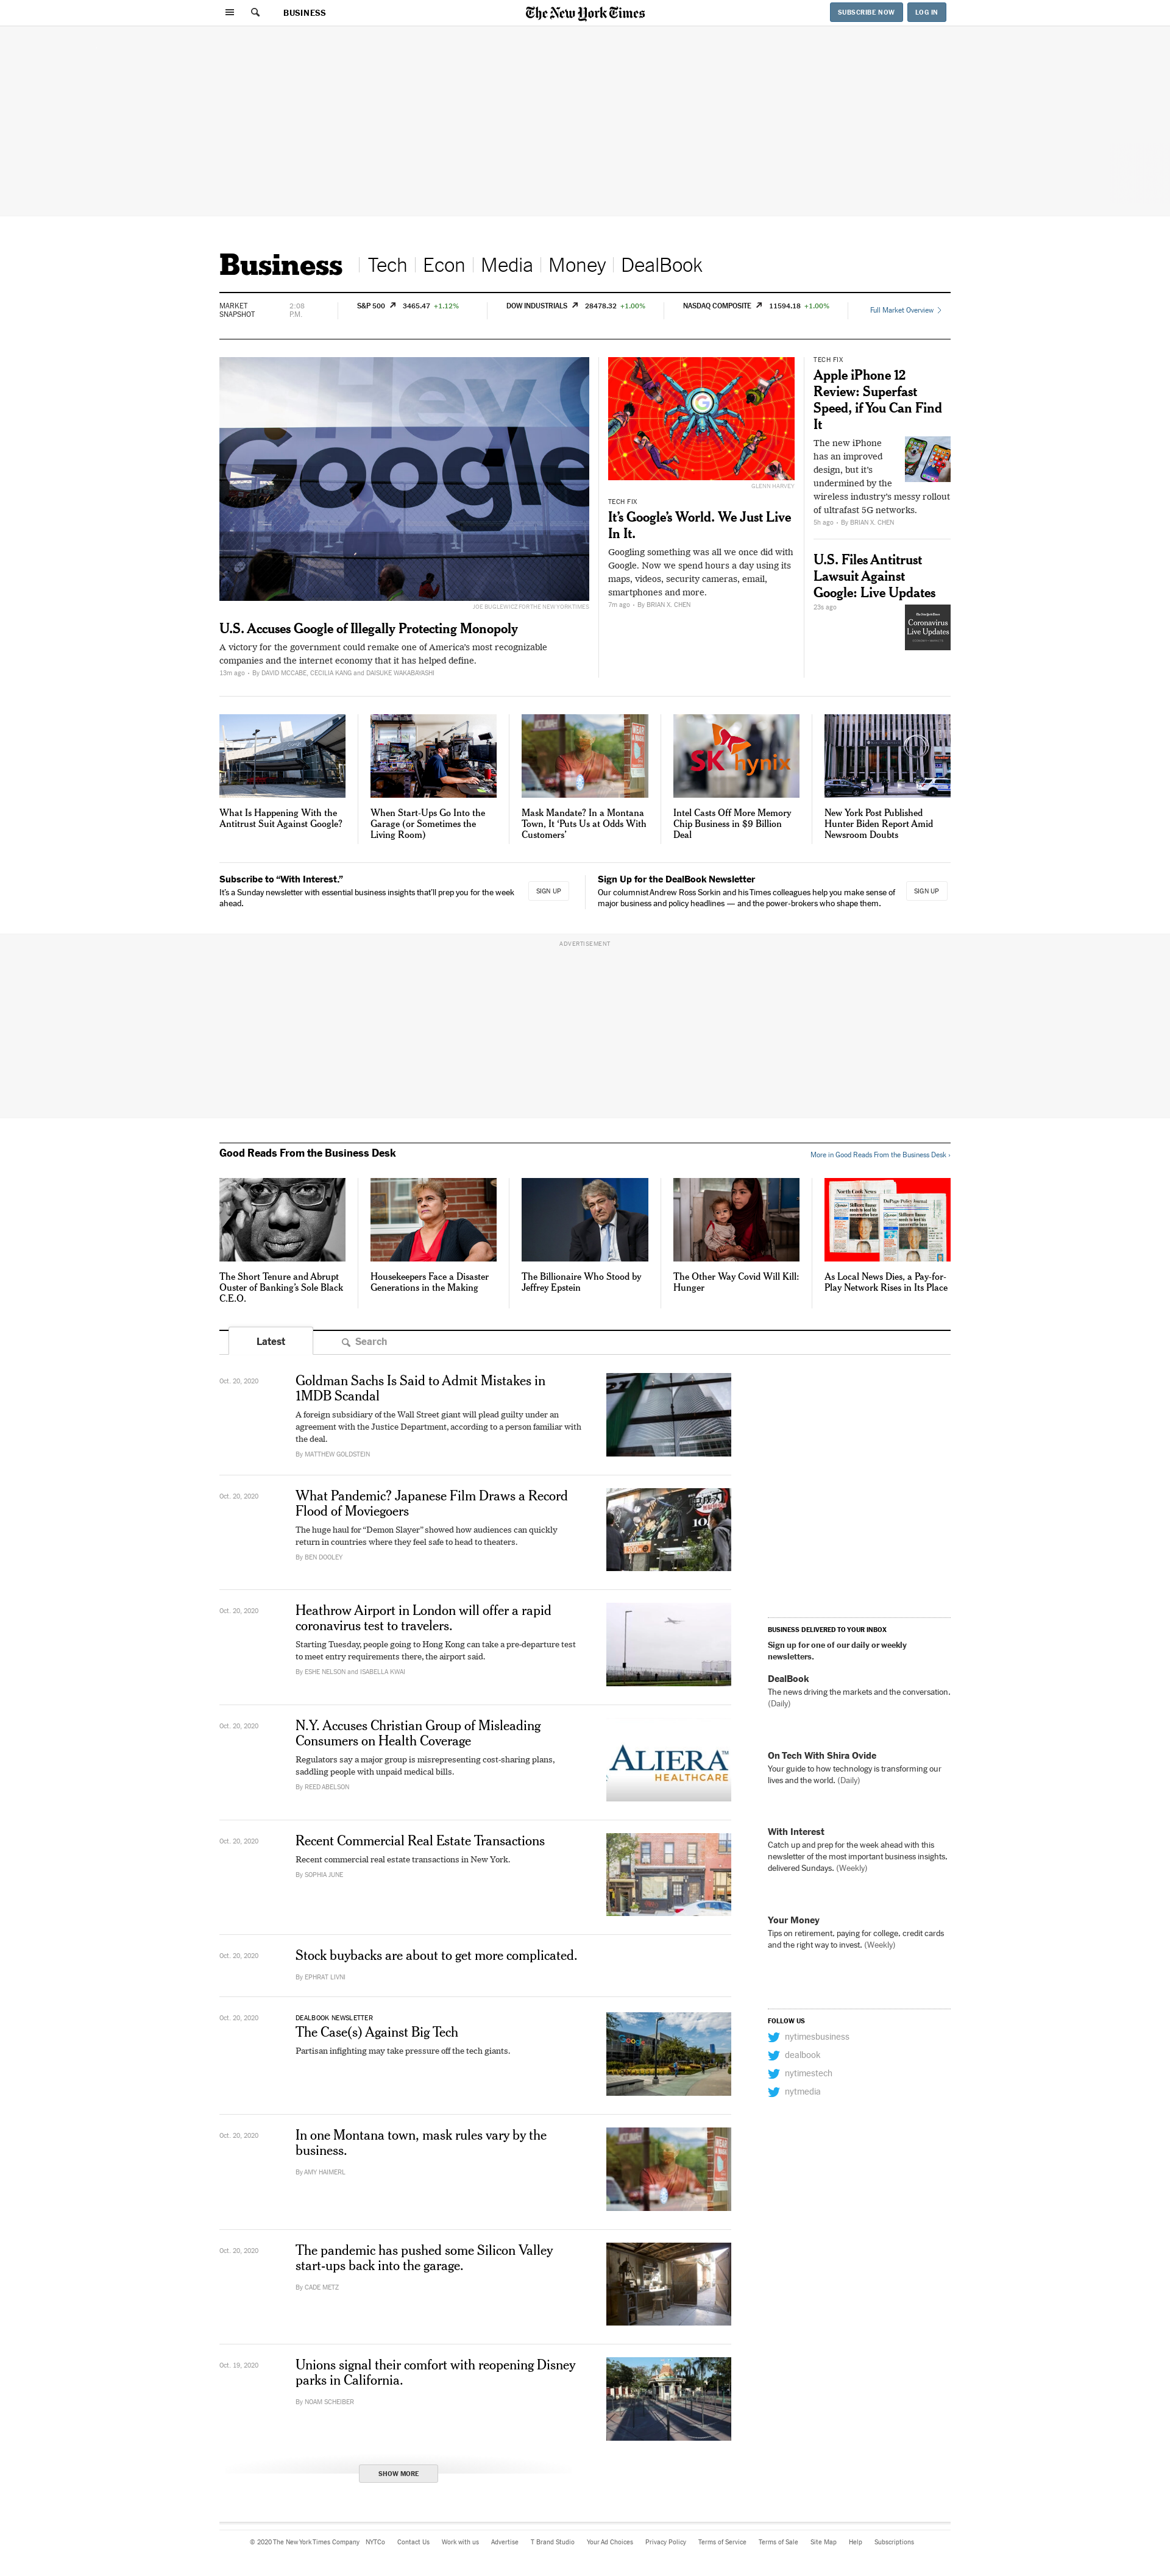 BUSINESS
The New York Times
SUBSCRIBE NOW
LOG IN
Business
Tech
Econ
Media
Money
DealBook
MARKET
SNAPSHOT
2:08
P.M.
S&P 500 3465.47 +1.12%
DOW INDUSTRIALS 28478.32 +1.00%
NASDAQ COMPOSITE 11594.18 +1.00%
Full Market Overview
Hey G
Google
JOE BUGLEWICZ FOR THE NEW YORK TIMES
U.S. Accuses Google of Illegally Protecting Monopoly
A victory for the government could remake one of America's most recognizable
companies and the internet economy that it has helped define.
13m ago • By DAVID MCCABE, CECILIA KANG and DAISUKE WAKABAYASHI
G
GLENN HARVEY
TECH FIX
It's Google's World. We Just Live
In It.
Googling something was all we once did with
Google. Now we spend hours a day using its
maps, videos, security cameras, email,
smartphones and more.
7m ago • By BRIAN X. CHEN
TECH FIX
Apple iPhone 12
Review: Superfast
Speed, if You Can Find
It
The new iPhone
has an improved
design, but it's
undermined by the
wireless industry's messy rollout
of ultrafast 5G networks.
5h ago • By BRIAN X. CHEN
U.S. Files Antitrust
Lawsuit Against
Google: Live Updates
23s ago
The New York Times
Coronavirus
Live Updates
What Is Happening With the
Antitrust Suit Against Google?
When Start-Ups Go Into the
Garage (or Sometimes the
Living Room)
Mask Mandate? In a Montana
Town, It 'Puts Us at Odds With
Customers'
SK hynix
Intel Casts Off More Memory
Chip Business in $9 Billion
Deal
New York Post Published
Hunter Biden Report Amid
Newsroom Doubts
Subscribe to “With Interest.”
It's a Sunday newsletter with essential business insights that'll prep you for the week
ahead.
SIGN UP
Sign Up for the DealBook Newsletter
Our columnist Andrew Ross Sorkin and his Times colleagues help you make sense of
major business and policy headlines — and the power-brokers who shape them.
SIGN UP
ADVERTISEMENT
Good Reads From the Business Desk
More in Good Reads From the Business Desk ›
The Short Tenure and Abrupt
Ouster of Banking's Sole Black
C.E.O.
Housekeepers Face a Disaster
Generations in the Making
The Billionaire Who Stood by
Jeffrey Epstein
The Other Way Covid Will Kill:
Hunger
North Cook News
DuPage Policy Journal
As Local News Dies, a Pay-for-
Play Network Rises in Its Place
Latest
Search
Oct. 20, 2020
Goldman Sachs Is Said to Admit Mistakes in
1MDB Scandal
A foreign subsidiary of the Wall Street giant will plead guilty under an
agreement with the Justice Department, according to a person familiar with
the deal.
By MATTHEW GOLDSTEIN
Oct. 20, 2020
What Pandemic? Japanese Film Draws a Record
Flood of Moviegoers
The huge haul for “Demon Slayer” showed how audiences can quickly
return in countries where they feel safe to head to theaters.
By BEN DOOLEY
Oct. 20, 2020
Heathrow Airport in London will offer a rapid
coronavirus test to travelers.
Starting Tuesday, people going to Hong Kong can take a pre-departure test
to meet entry requirements there, the airport said.
By ESHE NELSON and ISABELLA KWAI
Oct. 20, 2020
N.Y. Accuses Christian Group of Misleading
Consumers on Health Coverage
Regulators say a major group is misrepresenting cost-sharing plans,
saddling people with unpaid medical bills.
By REED ABELSON
ALIERA™
HEALTHCARE
Oct. 20, 2020
Recent Commercial Real Estate Transactions
Recent commercial real estate transactions in New York.
By SOPHIA JUNE
Oct. 20, 2020
Stock buybacks are about to get more complicated.
By EPHRAT LIVNI
Oct. 20, 2020
DEALBOOK NEWSLETTER
The Case(s) Against Big Tech
Partisan infighting may take pressure off the tech giants.
Google
Oct. 20, 2020
In one Montana town, mask rules vary by the
business.
By AMY HAIMERL
Oct. 20, 2020
The pandemic has pushed some Silicon Valley
start-ups back into the garage.
By CADE METZ
Oct. 19, 2020
Unions signal their comfort with reopening Disney
parks in California.
By NOAM SCHEIBER
SHOW MORE
BUSINESS DELIVERED TO YOUR INBOX
Sign up for one of our daily or weekly
newsletters.
DealBook
The news driving the markets and the conversation.
(Daily)
On Tech With Shira Ovide
Your guide to how technology is transforming our
lives and the world. (Daily)
With Interest
Catch up and prep for the week ahead with this
newsletter of the most important business insights,
delivered Sundays. (Weekly)
Your Money
Tips on retirement, paying for college, credit cards
and the right way to invest. (Weekly)
FOLLOW US
nytimesbusiness
dealbook
nytimestech
nytmedia
© 2020 The New York Times Company
NYTCo
Contact Us
Work with us
Advertise
T Brand Studio
Your Ad Choices
Privacy Policy
Terms of Service
Terms of Sale
Site Map
Help
Subscriptions